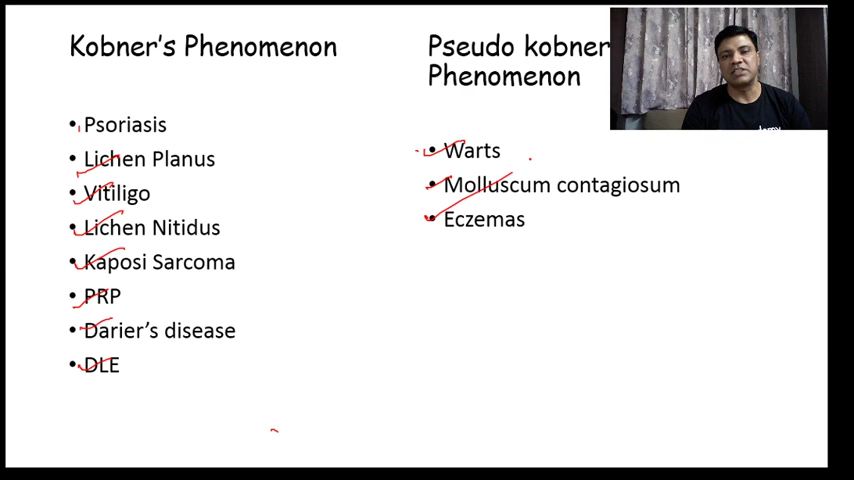 Kobner's Phenomenon
• Psoriasis
• Lichen Planus
• Vitiligo
• Lichen Nitidus
• Kaposi Sarcoma
• PRP
• Darier's disease
• DLE
Pseudo kobner
Phenomenon
• Warts
• Molluscum contagiosum
• Eczemas